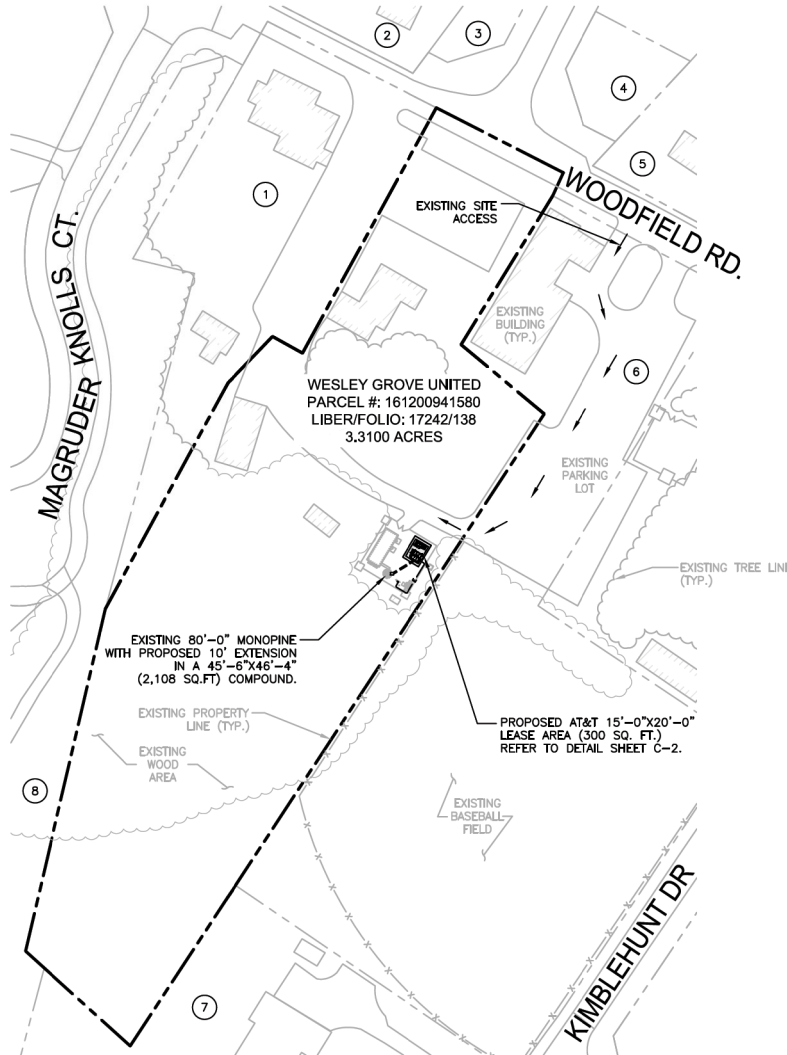 2
3
4
5
1
WOODFIELD RD.
EXISTING SITE
ACCESS
MAGRUDER KNOLLS CT.
EXISTING
BUILDING
(TYP.)
6
WESLEY GROVE UNITED
PARCEL #: 161200941580
LIBER/FOLIO: 17242/138
3.3100 ACRES
EXISTING
PARKING
LOT
EXISTING TREE LINE
(TYP.)
EXISTING 80'-0" MONOPINE
WITH PROPOSED 10' EXTENSION
IN A 45'-6"X46'-4"
(2,108 SQ.FT) COMPOUND.
EXISTING PROPERTY
LINE (TYP.)
EXISTING
WOOD
AREA
PROPOSED AT&T 15'-0"X20'-0"
LEASE AREA (300 SQ. FT.)
REFER TO DETAIL SHEET C-2.
8
EXISTING
BASEBALL
FIELD
KIMBLEHUNT DR
7